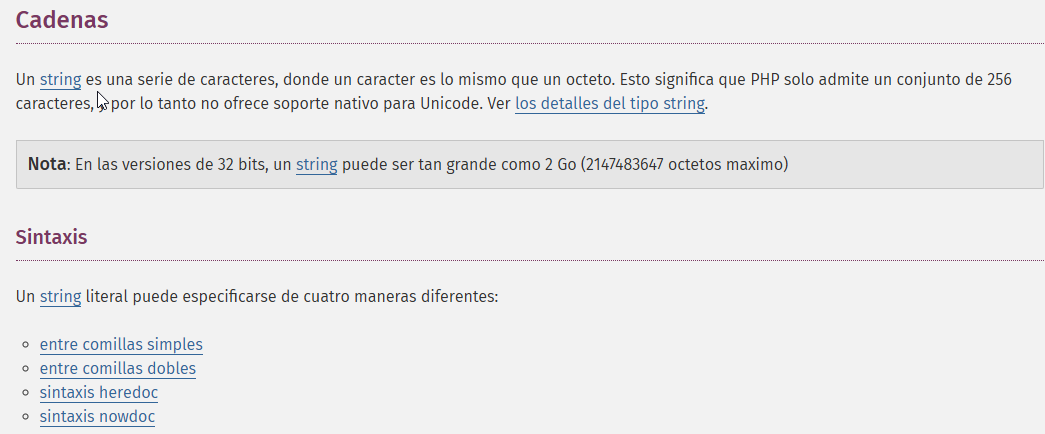 Cadenas
Un string es una serie de caracteres, donde un caracter es lo mismo que un octeto. Esto significa que PHP solo admite un conjunto de 256
caracteres, por lo tanto no ofrece soporte nativo para Unicode. Ver los detalles del tipo string.
Nota: En las versiones de 32 bits, un string puede ser tan grande como 2 Go (2147483647 octetos maximo)
Sintaxis
Un string literal puede especificarse de cuatro maneras diferentes:
entre comillas simples
entre comillas dobles
sintaxis heredoc
sintaxis nowdoc